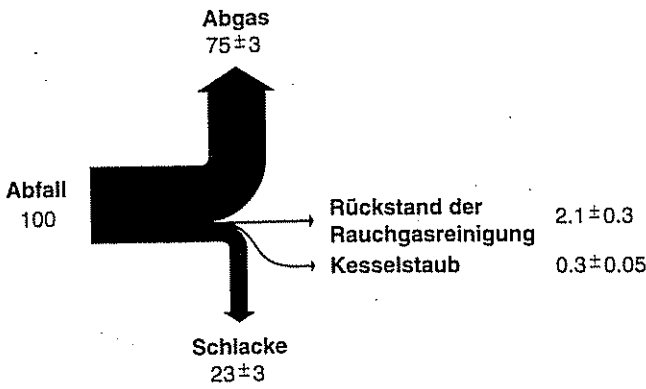 Abgas
75±3
Abfall
100
Rückstand der
Rauchgasreinigung
2.1±0.3
Kesselstaub
0.3±0.05
Schlacke
23±3